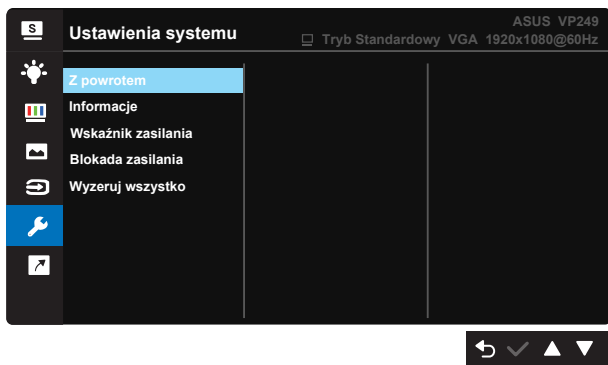 S
Ustawienia systemu
ASUS VP249
Tryb Standardowy VGA 1920x1080@60Hz
Z powrotem
Informacje
Wskaźnik zasilania
Blokada zasilania
Wyzeruj wszystko